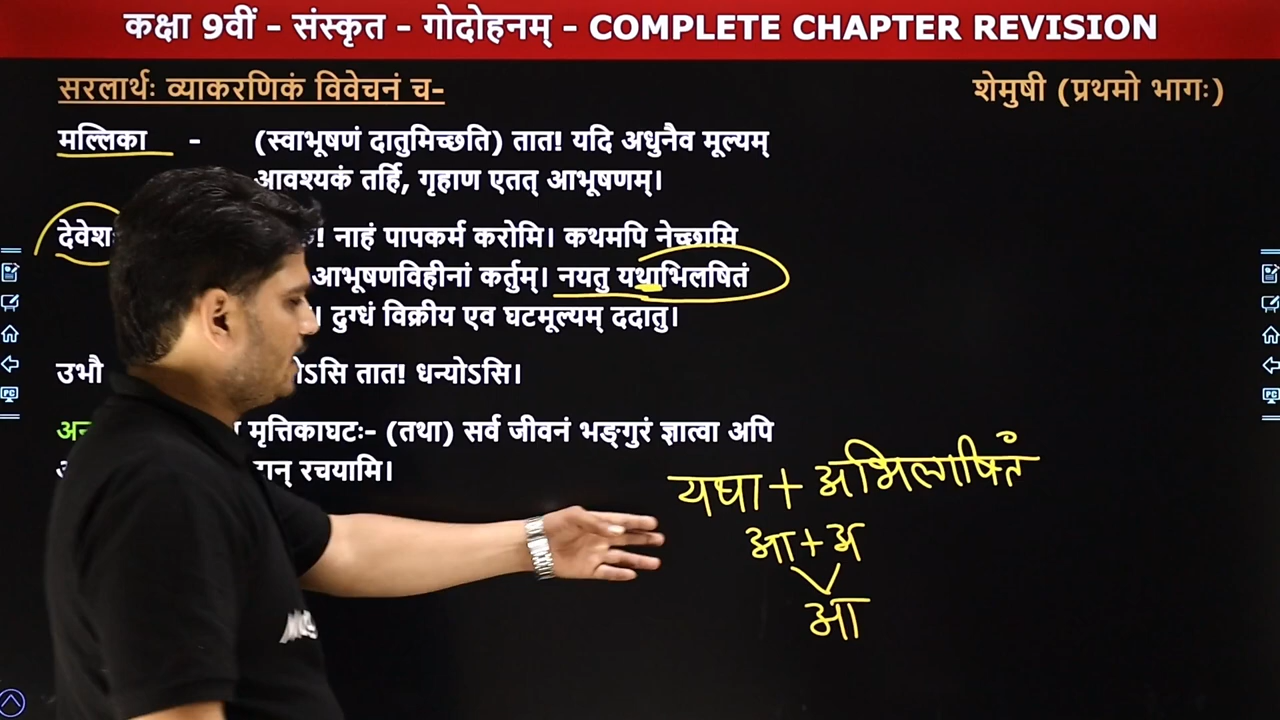 कक्षा 9वीं - संस्कृत - गोदोहनम् - COMPLETE CHAPTER REVISION
सरलार्थः व्याकरणिकं विवेचनं च-
शेमुषी (प्रथमो भागः)
मल्लिका - (स्वाभूषणं दातुमिच्छति) तात! यदि अधुनैव मूल्यम्
आवश्यकं तर्हि, गृहाण एतत् आभूषणम्।
देवेशः ! नाहं पापकर्म करोमि। कथमपि नेच्छामि
आभूषणविहीनां कर्तुम्। नयतु यथाभिलषितं
दुग्धं विक्रीय एव घटमूल्यम् ददातु।
उभौ ऽसि तात! धन्योऽसि।
मृत्तिकाघटः- (तथा) सर्व जीवनं भङ्गुरं ज्ञात्वा अपि
रचयामि।
यथा + अभिलाषितं
आ + अ
आ
PC
PC